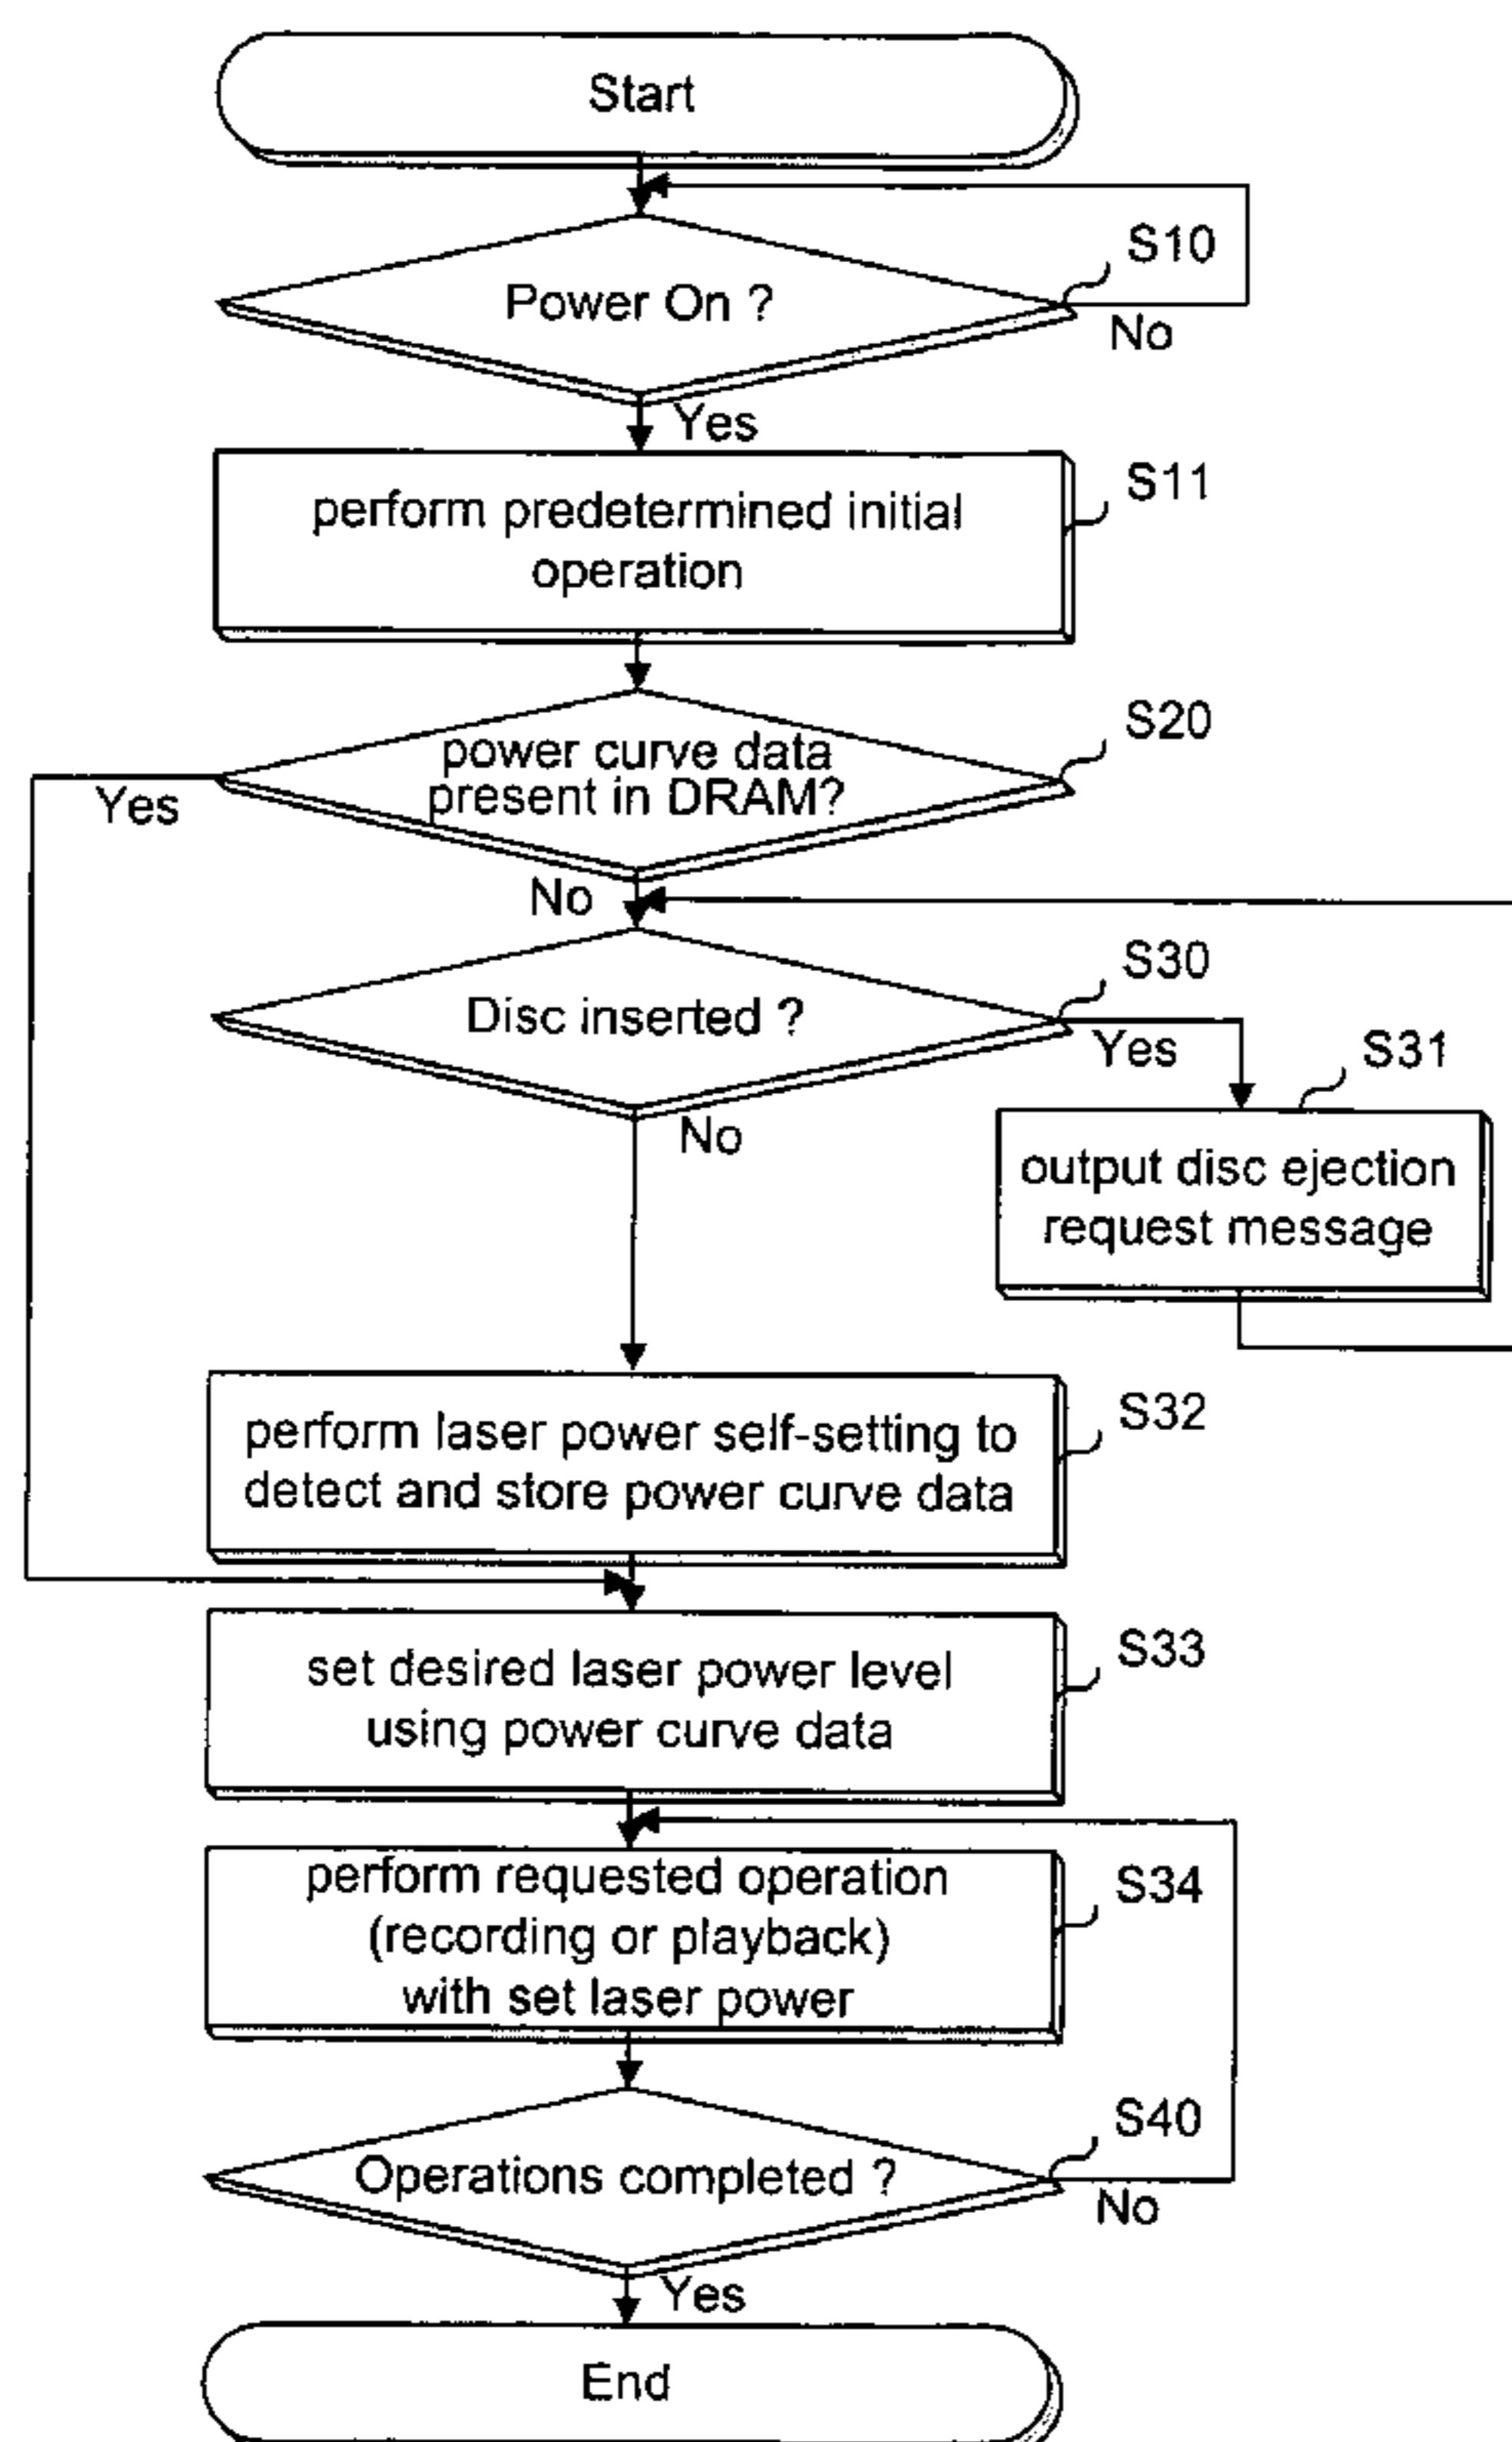 Start
S10
Power On ?
No
Yes
S11
perform predetermined initial
operation
S20
power curve data
present in DRAM?
Yes
No
S30
Disc inserted ?
Yes
S31
No
output disc ejection
request message
S32
perform laser power self-setting to
detect and store power curve data
S33
set desired laser power level
using power curve data
S34
perform requested operation
(recording or playback)
with set laser power
S40
Operations completed ?
No
Yes
End